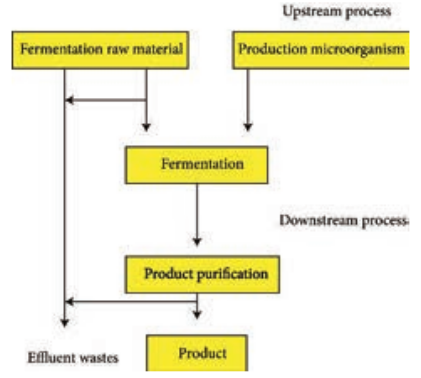 Upstream process
Fermentation raw material
Production microorganism
Fermentation
Downstream process
Product purification
Effluent wastes
Product